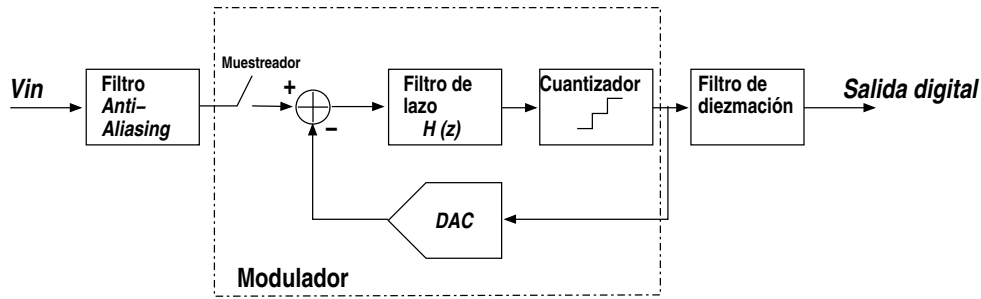 Vin
Filtro
Anti-
Aliasing
Muestreador
+
−
Filtro de
lazo
H (z)
Cuantizador
Filtro de
diezmación
Salida digital
DAC
Modulador